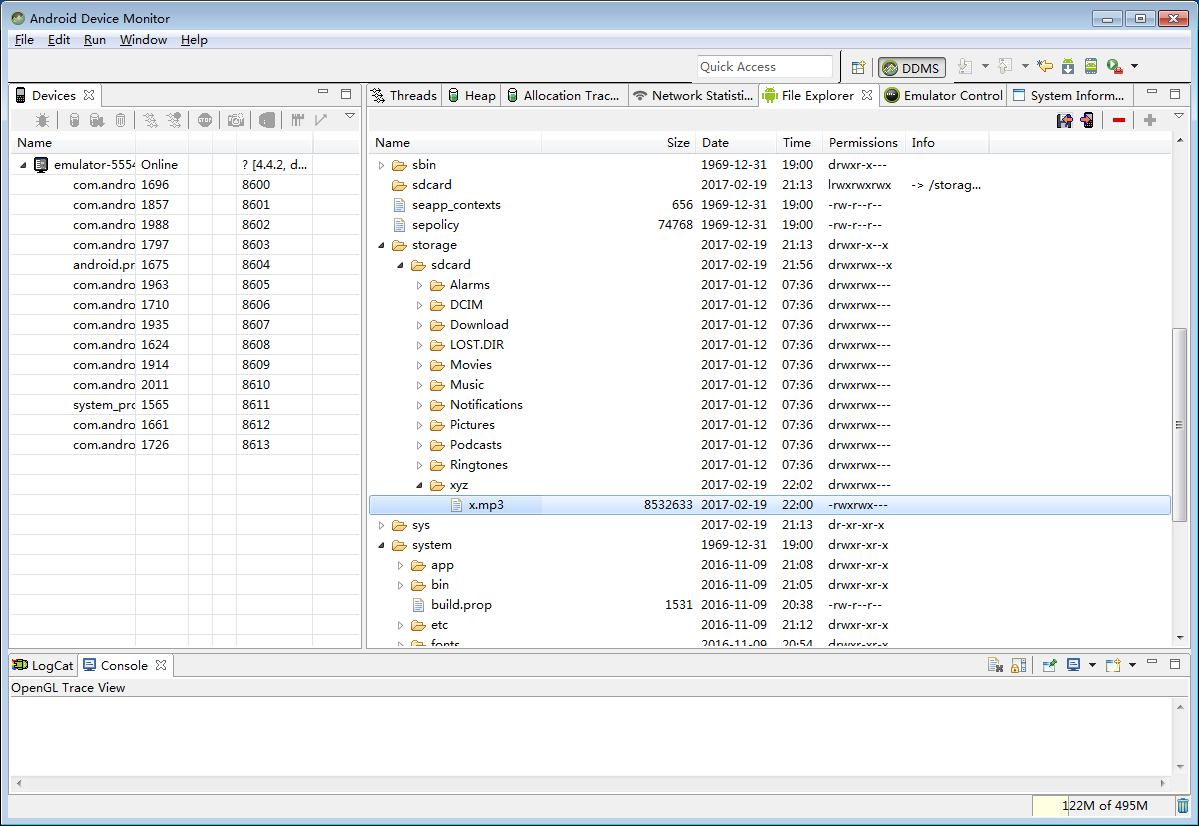 Android Device Monitor
File Edit Run Window Help
Quick Access DDMS
Devices
Name
emulator-5554 Online ? [4.4.2, d...
com.andro 1696 8600
com.andro 1857 8601
com.andro 1988 8602
com.andro 1797 8603
android.pr 1675 8604
com.andro 1963 8605
com.andro 1710 8606
com.andro 1935 8607
com.andro 1624 8608
com.andro 1914 8609
com.andro 2011 8610
system_prc 1565 8611
com.andro 1661 8612
com.andro 1726 8613
Threads Heap Allocation Trac... Network Statisti... File Explorer Emulator Control System Inform...
Name Size Date Time Permissions Info
sbin 1969-12-31 19:00 drwxr-x---
sdcard 2017-02-19 21:13 lrwxrwxrwx -> /storag...
seapp_contexts 656 1969-12-31 19:00 -rw-r--r--
sepolicy 74768 1969-12-31 19:00 -rw-r--r--
storage 2017-02-19 21:13 drwxr-x--x
sdcard 2017-02-19 21:56 drwxrwx--x
Alarms 2017-01-12 07:36 drwxrwx---
DCIM 2017-01-12 07:36 drwxrwx---
Download 2017-01-12 07:36 drwxrwx---
LOST.DIR 2017-01-12 07:36 drwxrwx---
Movies 2017-01-12 07:36 drwxrwx---
Music 2017-01-12 07:36 drwxrwx---
Notifications 2017-01-12 07:36 drwxrwx---
Pictures 2017-01-12 07:36 drwxrwx---
Podcasts 2017-01-12 07:36 drwxrwx---
Ringtones 2017-01-12 07:36 drwxrwx---
xyz 2017-02-19 22:02 drwxrwx---
x.mp3 8532633 2017-02-19 22:00 -rwxrwx---
sys 2017-02-19 21:13 dr-xr-xr-x
system 1969-12-31 19:00 drwxr-xr-x
app 2016-11-09 21:08 drwxr-xr-x
bin 2016-11-09 21:05 drwxr-xr-x
build.prop 1531 2016-11-09 20:38 -rw-r--r--
etc 2016-11-09 21:12 drwxr-xr-x
fonts 2016-11-09 20:54 drwxr-xr-x
LogCat Console
OpenGL Trace View
122M of 495M